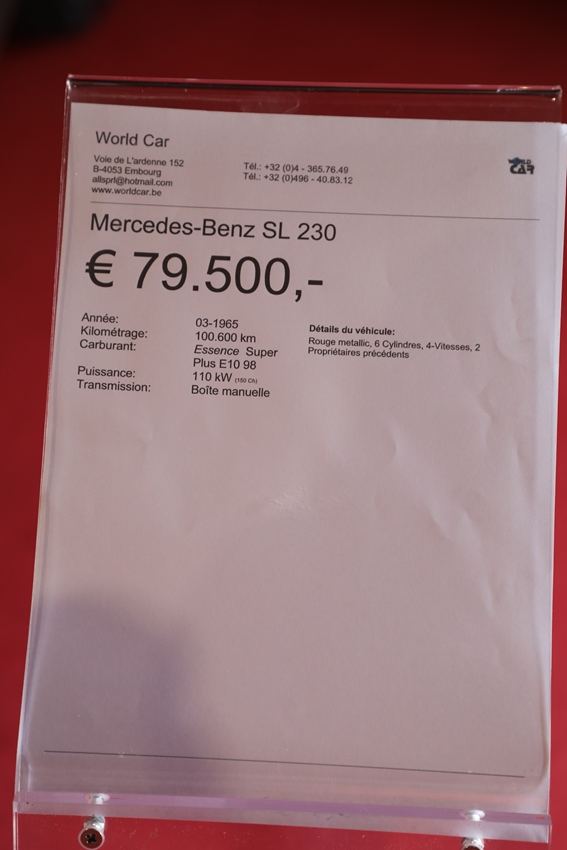 World Car
Voie de L'ardenne 152
B-4053 Embourg
allsprl@hotmail.com
www.worldcar.be
Tél.: +32 (0)4 - 365.76.49
Tél.: +32 (0)496 - 40.83.12
WORLD
CAR
Mercedes-Benz SL 230
€ 79.500,-
Année: 03-1965
Kilométrage: 100.600 km
Carburant: Essence Super
Plus E10 98
Puissance: 110 kW (150 Ch)
Transmission: Boîte manuelle
Détails du véhicule:
Rouge metallic, 6 Cylindres, 4-Vitesses, 2
Propriétaires précédents